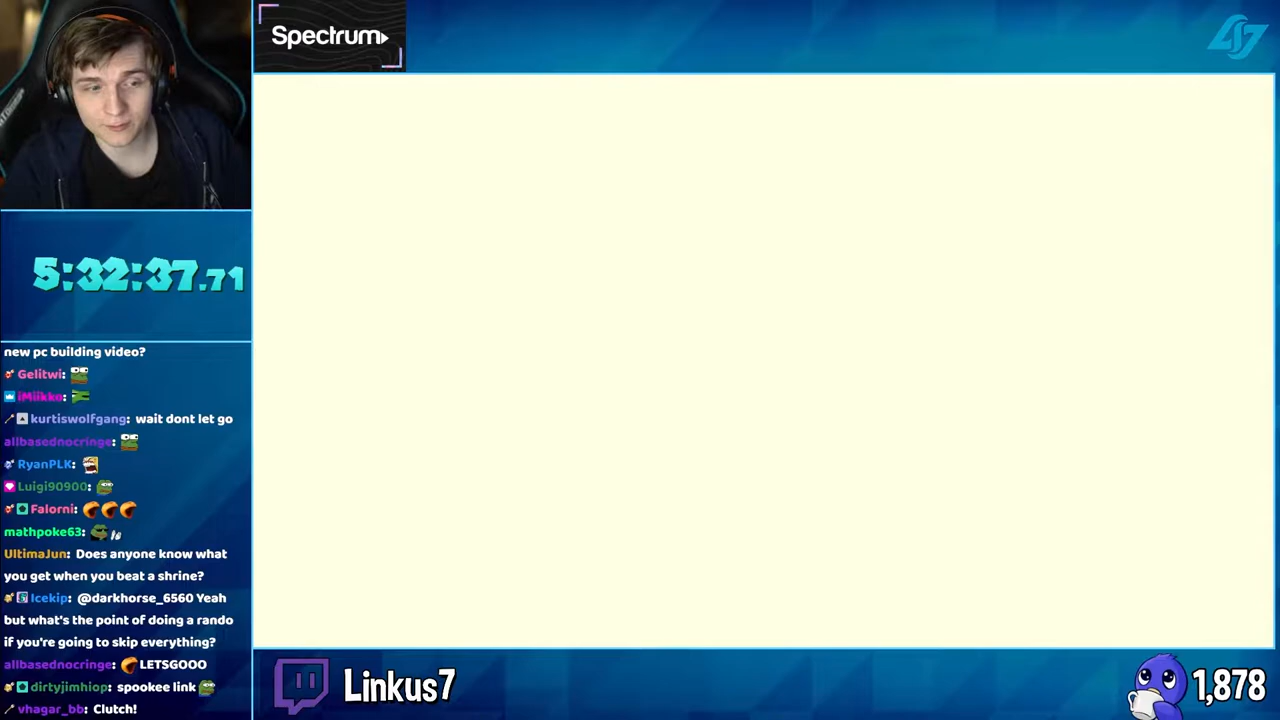 Spectrum
5:32:37.71
new pc building video?
Gelitwi:
iMiikko:
kurtiswolfgang: wait dont let go
allbasednocringe:
RyanPLK:
Luigi90900:
Falorni:
mathpoke63:
UltimaJun: Does anyone know what
you get when you beat a shrine?
Icekip: @darkhorse_6560 Yeah
but what's the point of doing a rando
if you're going to skip everything?
allbasednocringe: LETSGOOO
dirtyjimhiop: spookee link
vhagar_bb: Clutch!
Linkus7
1,878